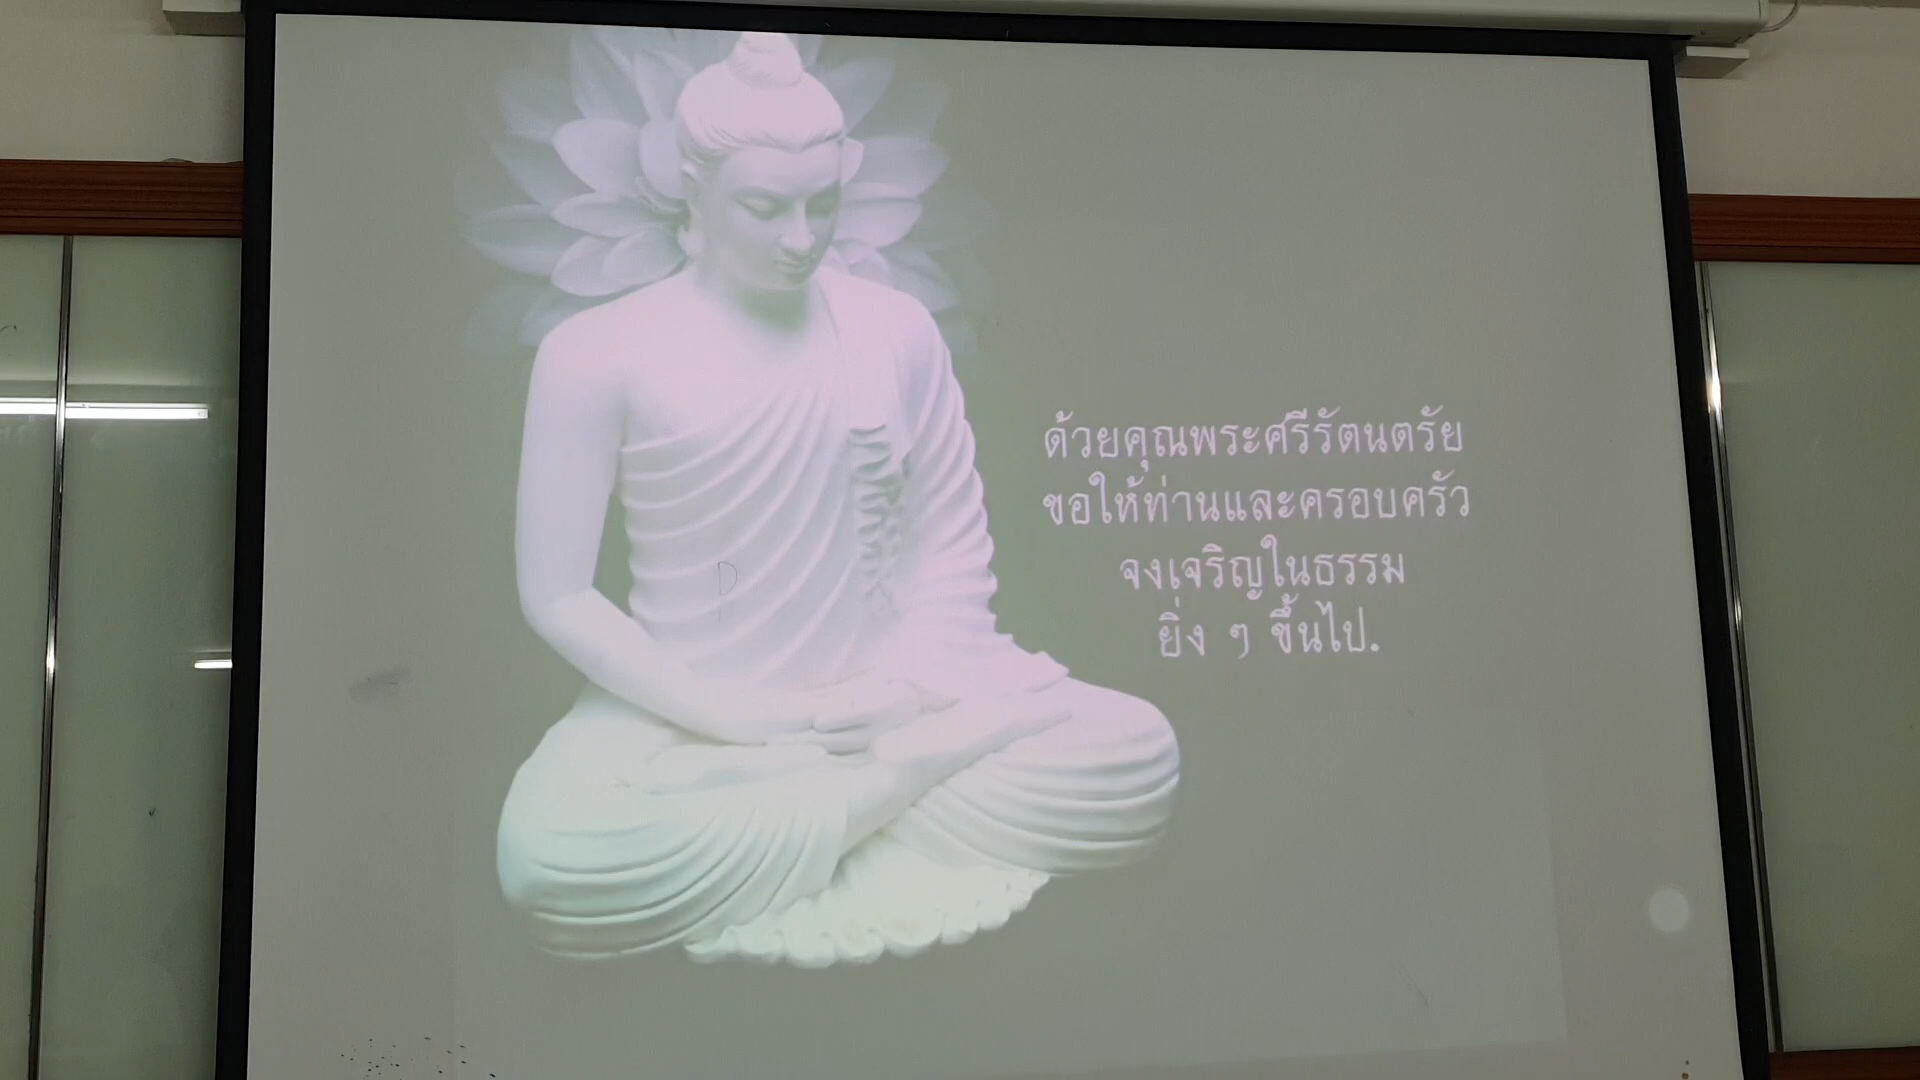 ด้วยคุณพระศรีรัตนตรัย
ขอให้ท่านและครอบครัว
จงเจริญในธรรม
ยิ่ง ๆ ขึ้นไป.